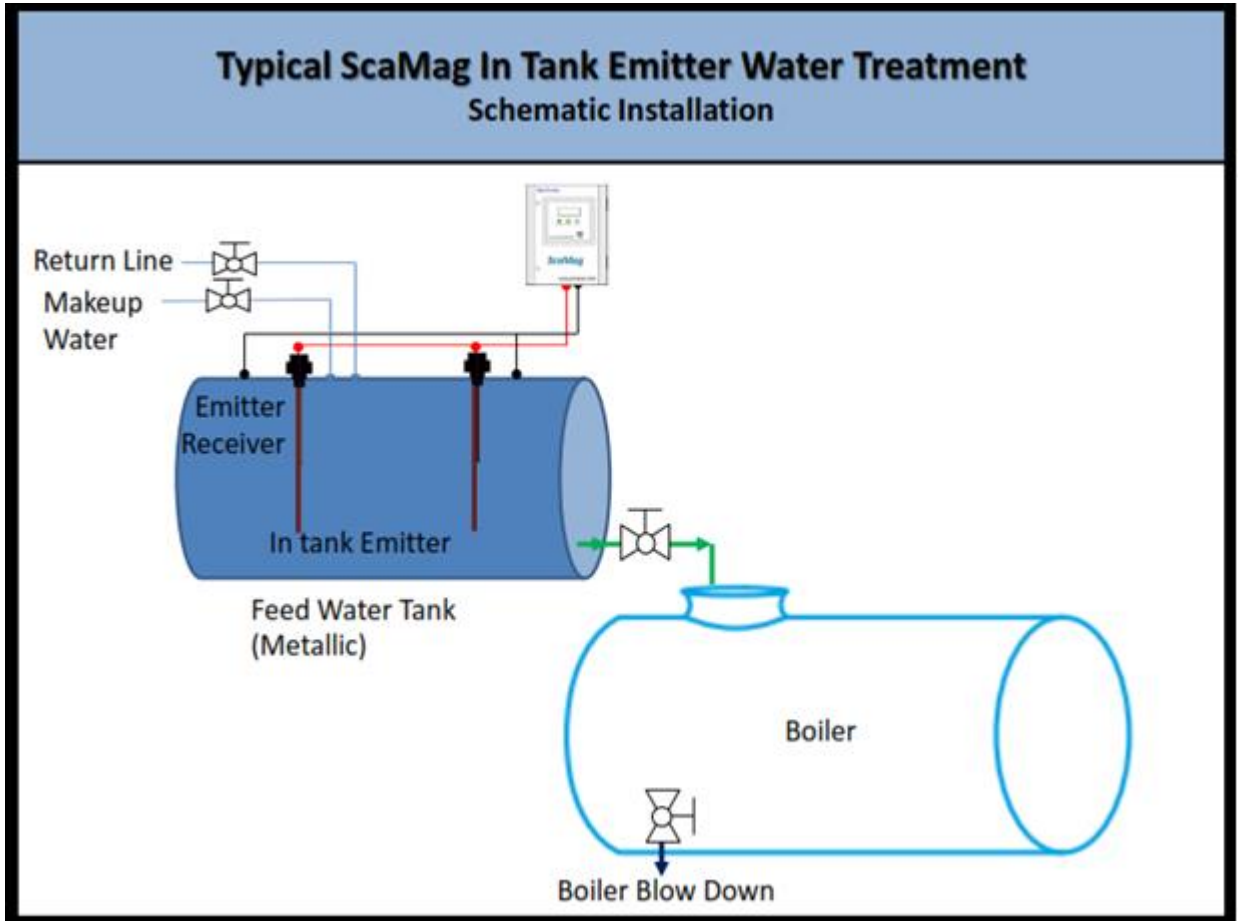 Typical ScaMag In Tank Emitter Water Treatment
Schematic Installation
ScaMag
Return Line
Makeup
Water
Emitter
Receiver
In tank Emitter
Feed Water Tank
(Metallic)
Boiler
Boiler Blow Down